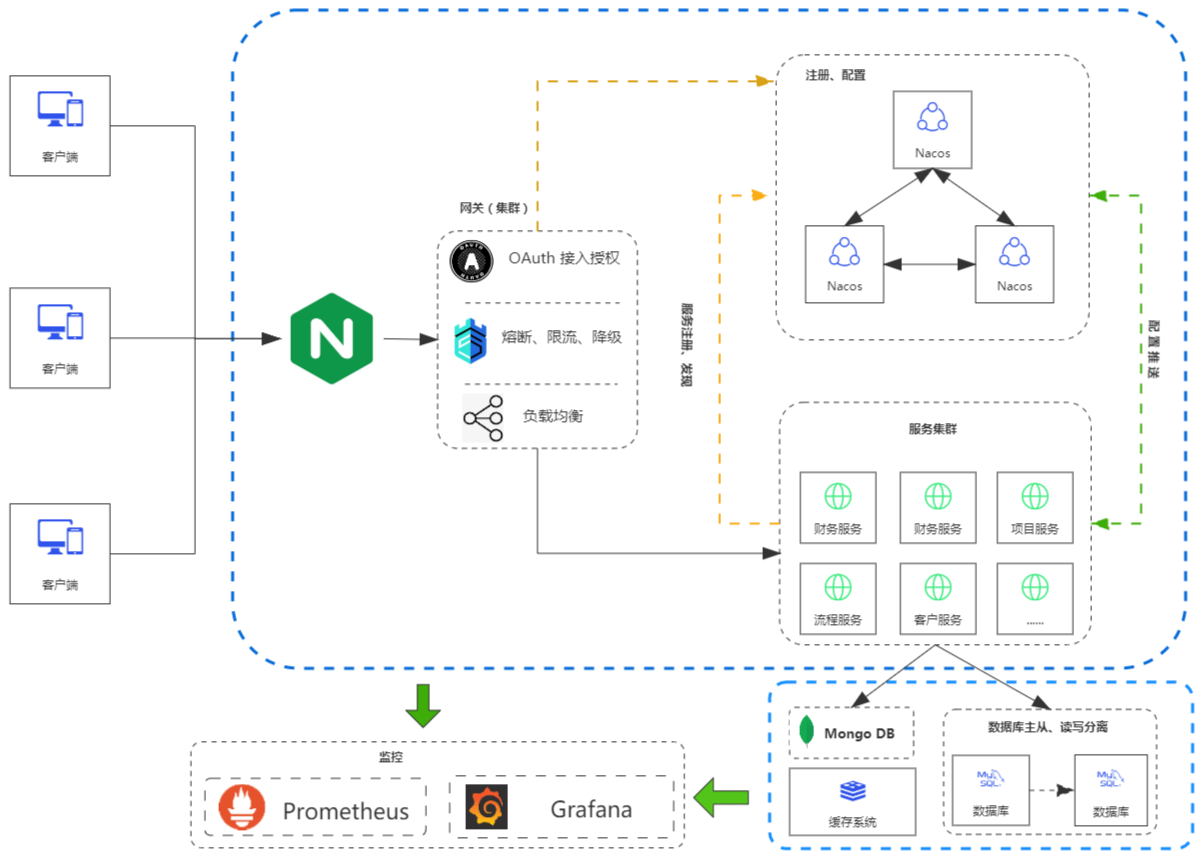 客户端
客户端
客户端
N
网关（集群）
OAUTH
A
OAUTH
OAuth 接入授权
熔断、限流、降级
负载均衡
注册、配置
Nacos
Nacos
Nacos
服务注册、发现
配置推送
服务集群
财务服务
财务服务
项目服务
流程服务
客户服务
......
Mongo DB
缓存系统
数据库主从、读写分离
MySQL
数据库
MySQL
数据库
监控
Prometheus
Grafana